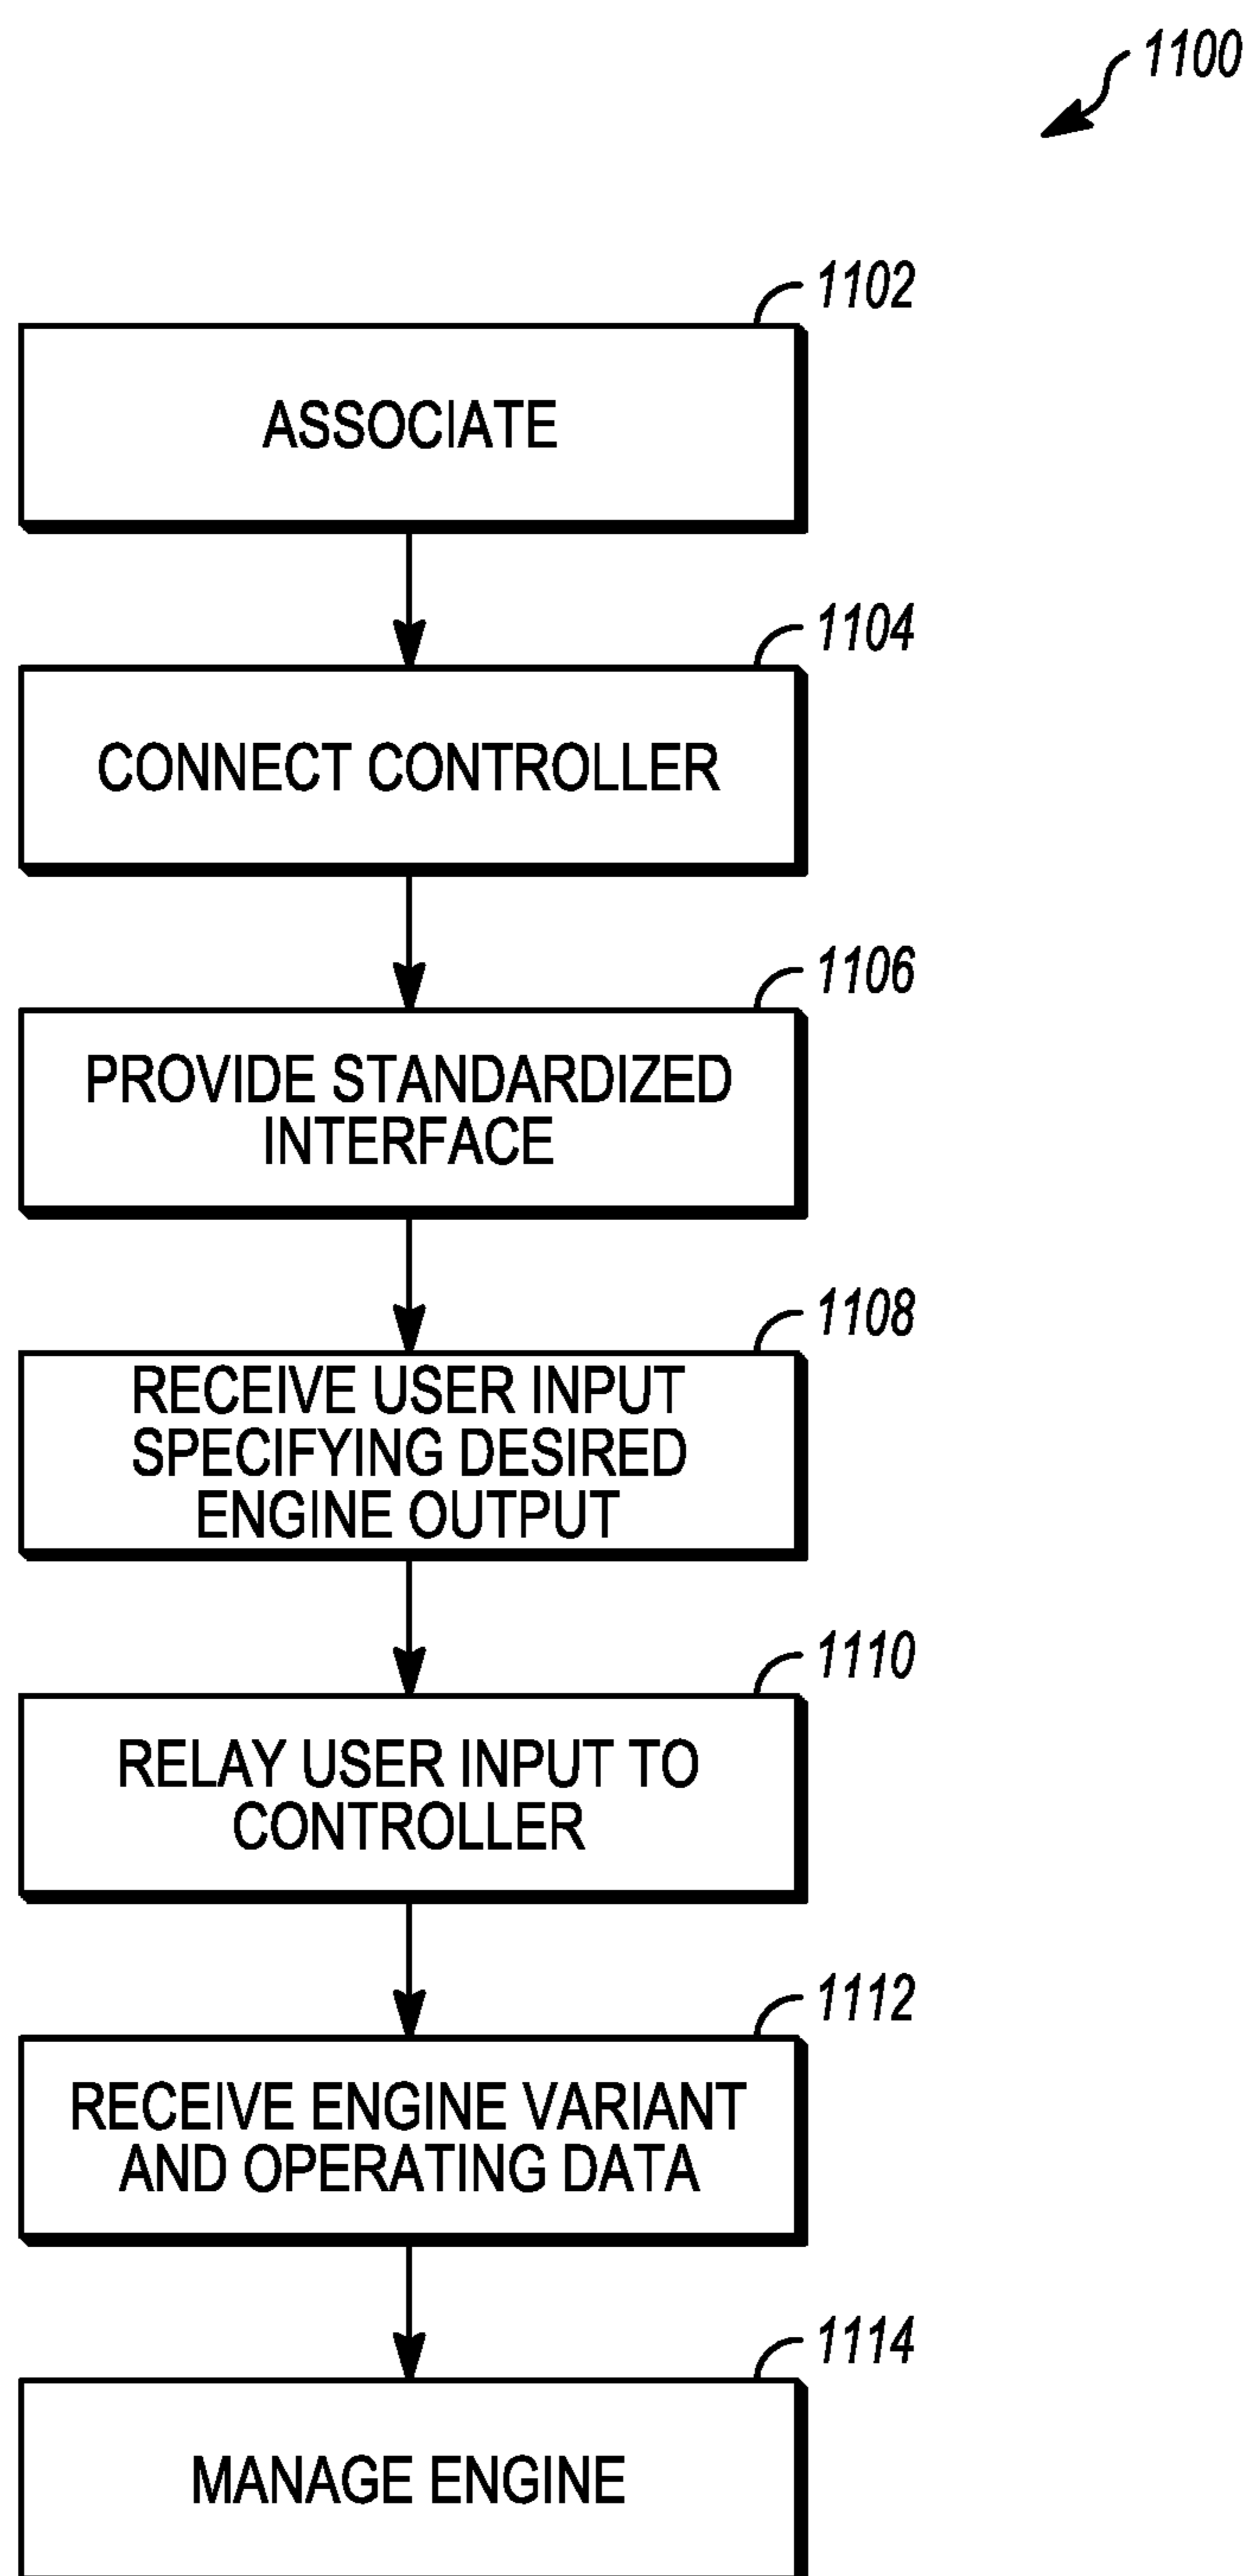 1100
1102
ASSOCIATE
1104
CONNECT CONTROLLER
1106
PROVIDE STANDARDIZED
INTERFACE
1108
RECEIVE USER INPUT
SPECIFYING DESIRED
ENGINE OUTPUT
1110
RELAY USER INPUT TO
CONTROLLER
1112
RECEIVE ENGINE VARIANT
AND OPERATING DATA
1114
MANAGE ENGINE